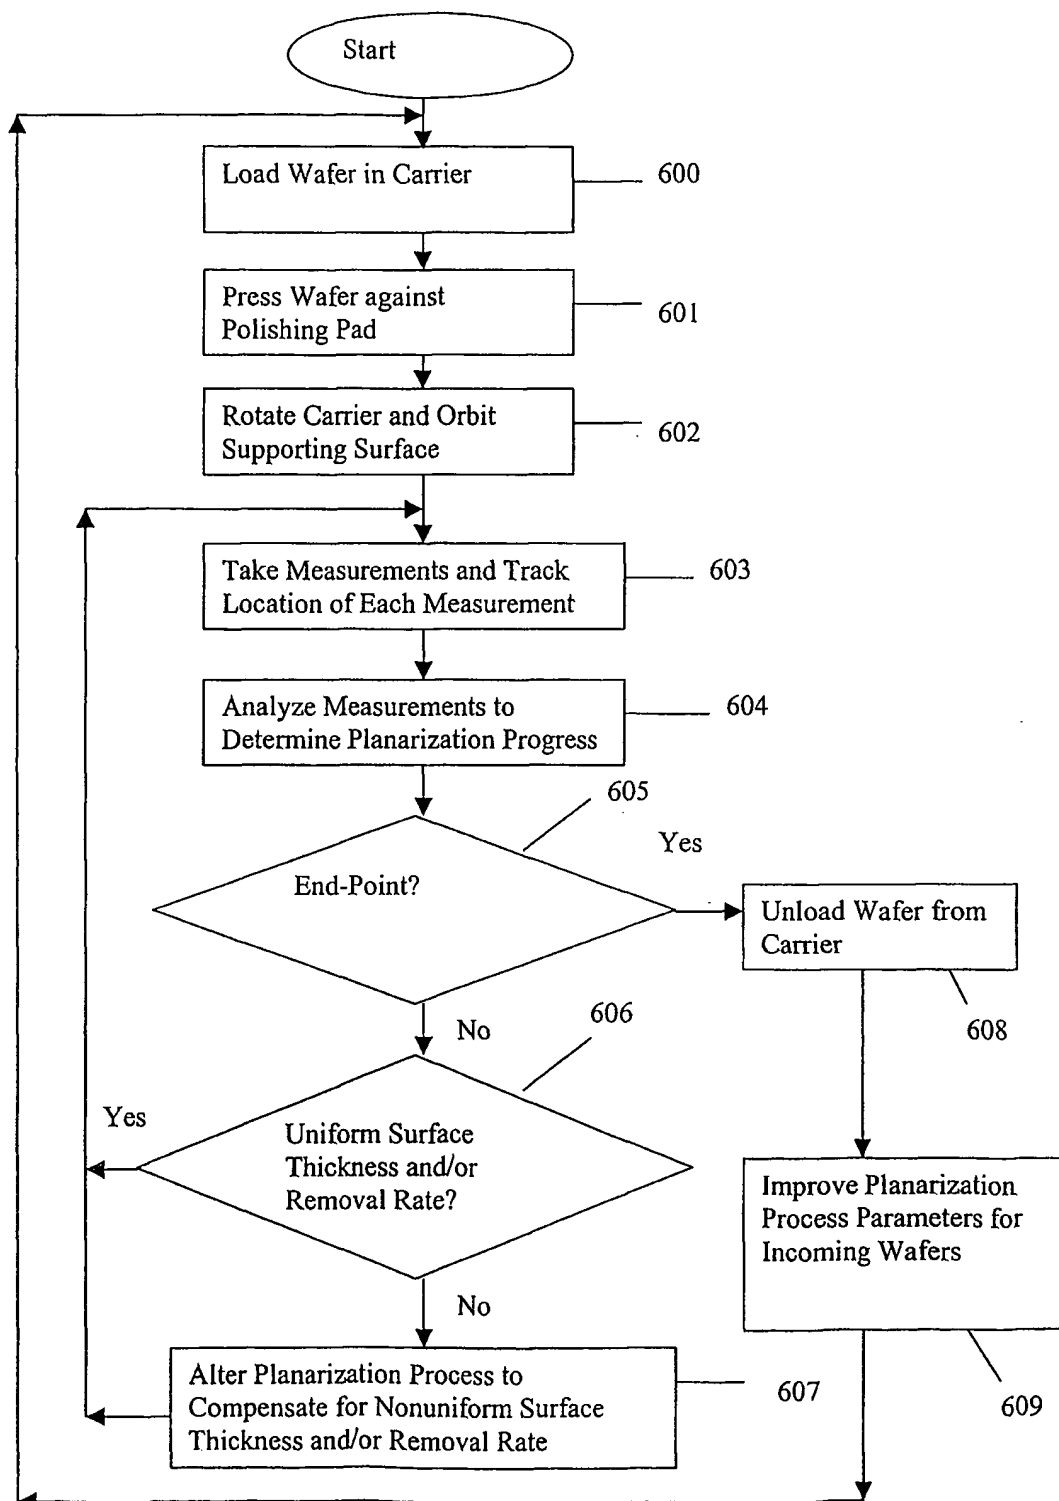 Start
Load Wafer in Carrier
600
Press Wafer against
Polishing Pad
601
Rotate Carrier and Orbit
Supporting Surface
602
Take Measurements and Track
Location of Each Measurement
603
Analyze Measurements to
Determine Planarization Progress
604
605
End-Point?
Yes
Unload Wafer from
Carrier
608
No
606
Uniform Surface
Thickness and/or
Removal Rate?
Yes
Improve Planarization
Process Parameters for
Incoming Wafers
609
No
Alter Planarization Process to
Compensate for Nonuniform Surface
Thickness and/or Removal Rate
607